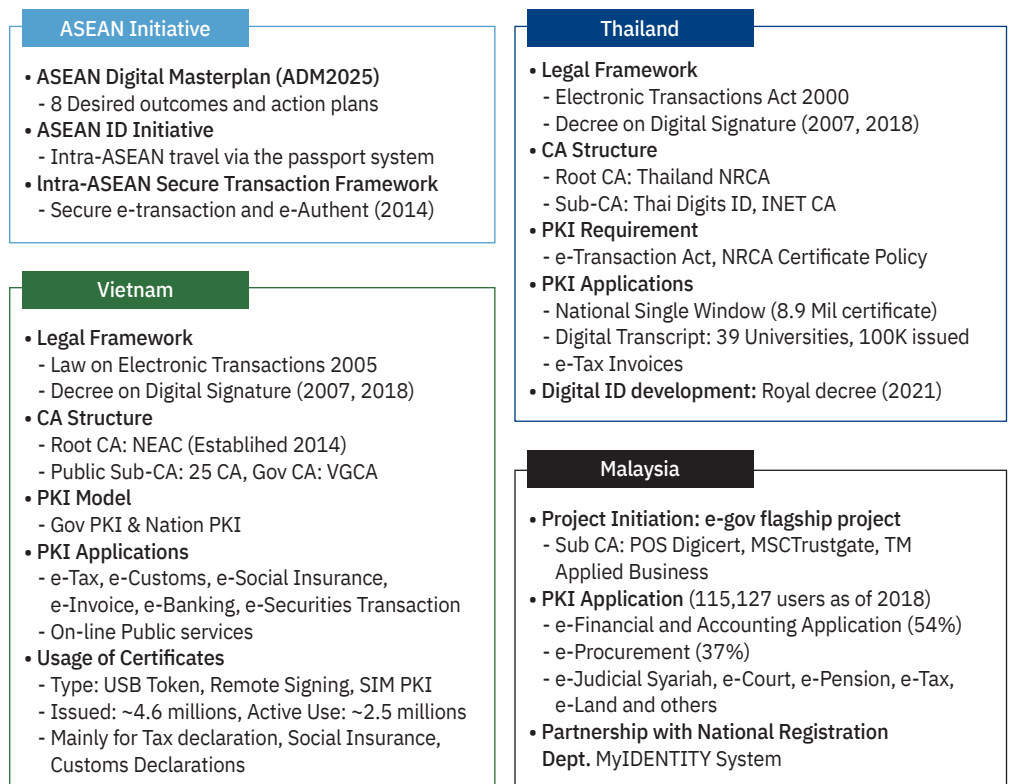 ASEAN Initiative
• ASEAN Digital Masterplan (ADM2025)
- 8 Desired outcomes and action plans
• ASEAN ID Initiative
- Intra-ASEAN travel via the passport system
• Intra-ASEAN Secure Transaction Framework
- Secure e-transaction and e-Authent (2014)
Vietnam
• Legal Framework
- Law on Electronic Transactions 2005
- Decree on Digital Signature (2007, 2018)
• CA Structure
- Root CA: NEAC (Establihed 2014)
- Public Sub-CA: 25 CA, Gov CA: VGCA
• PKI Model
- Gov PKI & Nation PKI
• PKI Applications
- e-Tax, e-Customs, e-Social Insurance,
e-Invoice, e-Banking, e-Securities Transaction
- On-line Public services
• Usage of Certificates
- Type: USB Token, Remote Signing, SIM PKI
- Issued: ~4.6 millions, Active Use: ~2.5 millions
- Mainly for Tax declaration, Social Insurance,
Customs Declarations
Thailand
• Legal Framework
- Electronic Transactions Act 2000
- Decree on Digital Signature (2007, 2018)
• CA Structure
- Root CA: Thailand NRCA
- Sub-CA: Thai Digits ID, INET CA
• PKI Requirement
- e-Transaction Act, NRCA Certificate Policy
• PKI Applications
- National Single Window (8.9 Mil certificate)
- Digital Transcript: 39 Universities, 100K issued
- e-Tax Invoices
• Digital ID development: Royal decree (2021)
Malaysia
• Project Initiation: e-gov flagship project
- Sub CA: POS Digicert, MSCTrustgate, TM
Applied Business
• PKI Application (115,127 users as of 2018)
- e-Financial and Accounting Application (54%)
- e-Procurement (37%)
- e-Judicial Syariah, e-Court, e-Pension, e-Tax,
e-Land and others
• Partnership with National Registration
Dept. MyIDENTITY System